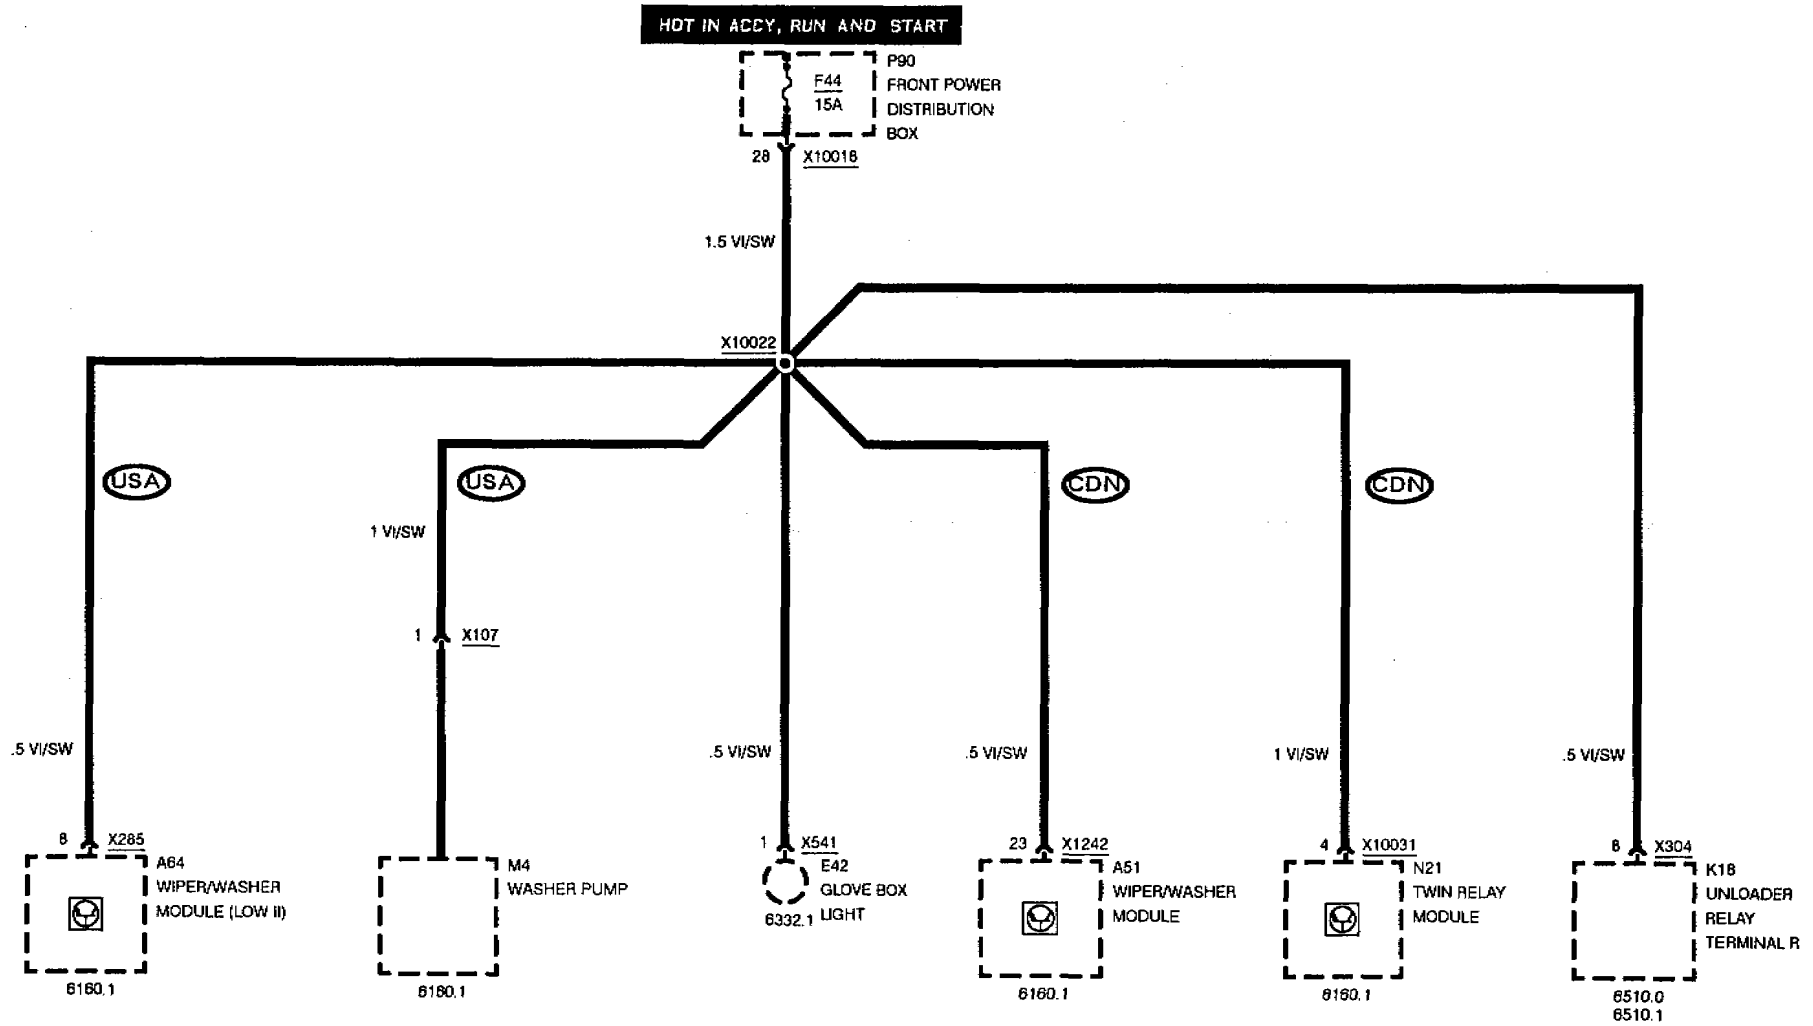 HOT IN ACCY, RUN AND START
P90
FRONT POWER
DISTRIBUTION
BOX
F44
15A
28 X10018
1.5 VI/SW
X10022
USA
USA
CDN
CDN
1 VI/SW
1 X107
.5 VI/SW
.5 VI/SW
.5 VI/SW
1 VI/SW
.5 VI/SW
8 X285
A64
WIPER/WASHER
MODULE (LOW II)
6160.1
M4
WASHER PUMP
6160.1
1 X541
E42
GLOVE BOX
LIGHT
6332.1
23 X1242
A51
WIPER/WASHER
MODULE
6160.1
4 X10031
N21
TWIN RELAY
MODULE
6160.1
X304
K18
UNLOADER
RELAY
TERMINAL R
6510.0
6510.1